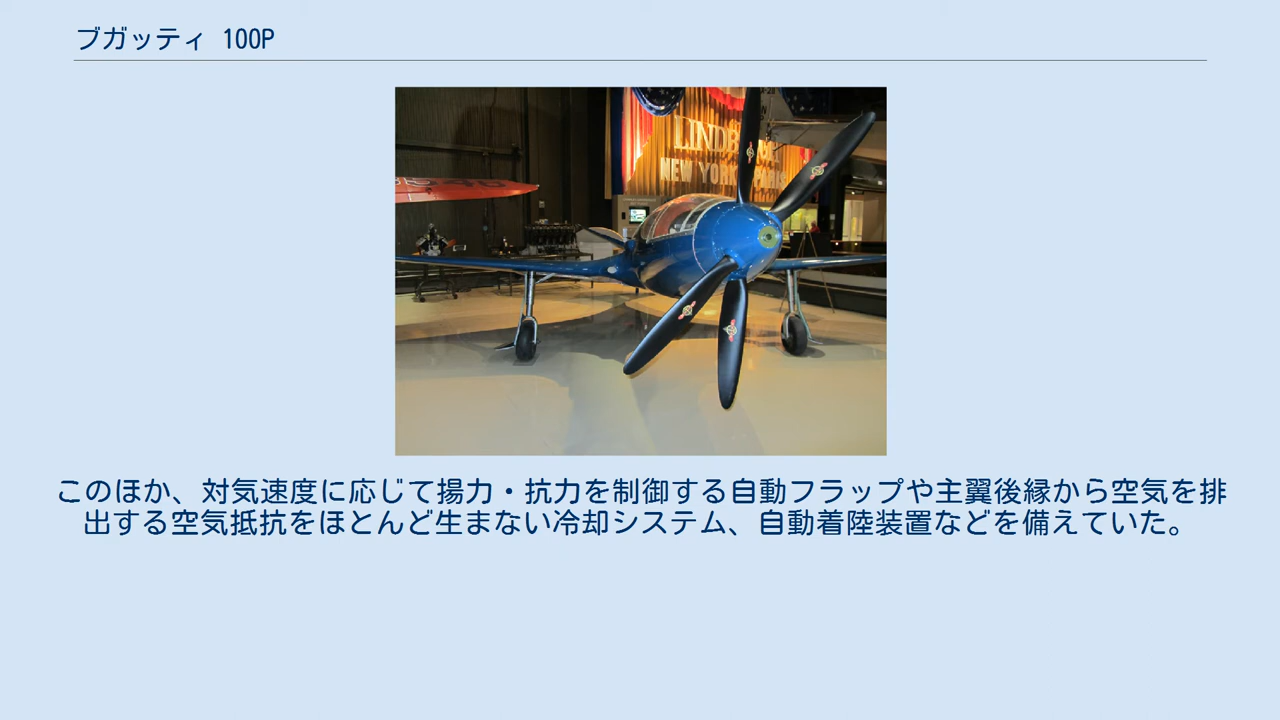 ブガッティ 100P
LINDB
NEW YORK PARIS
このほか、対気速度に応じて揚力・抗力を制御する自動フラップや主翼後縁から空気を排
出する空気抵抗をほとんど生まない冷却システム、自動着陸装置などを備えていた。